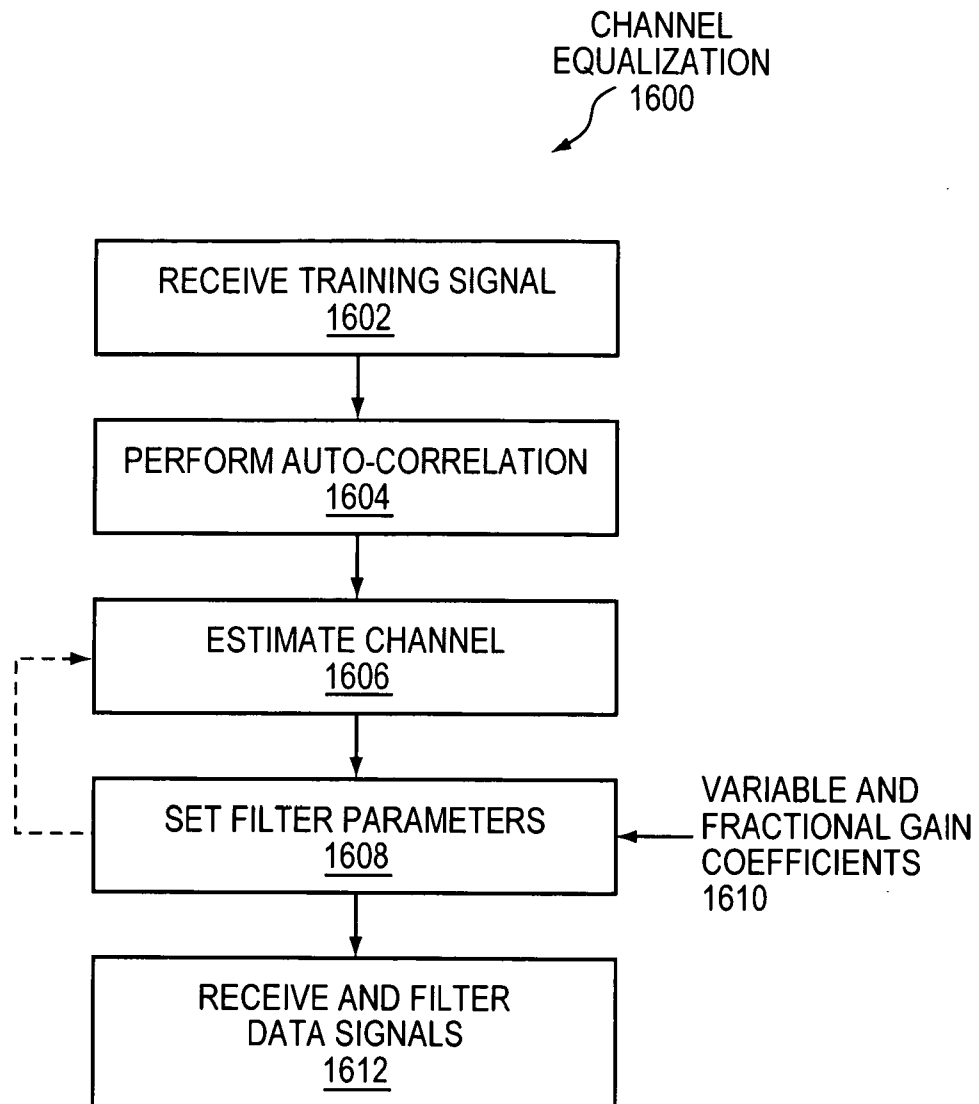 CHANNEL
EQUALIZATION
1600
RECEIVE TRAINING SIGNAL
1602
PERFORM AUTO-CORRELATION
1604
ESTIMATE CHANNEL
1606
SET FILTER PARAMETERS
1608
VARIABLE AND
FRACTIONAL GAIN
COEFFICIENTS
1610
RECEIVE AND FILTER
DATA SIGNALS
1612